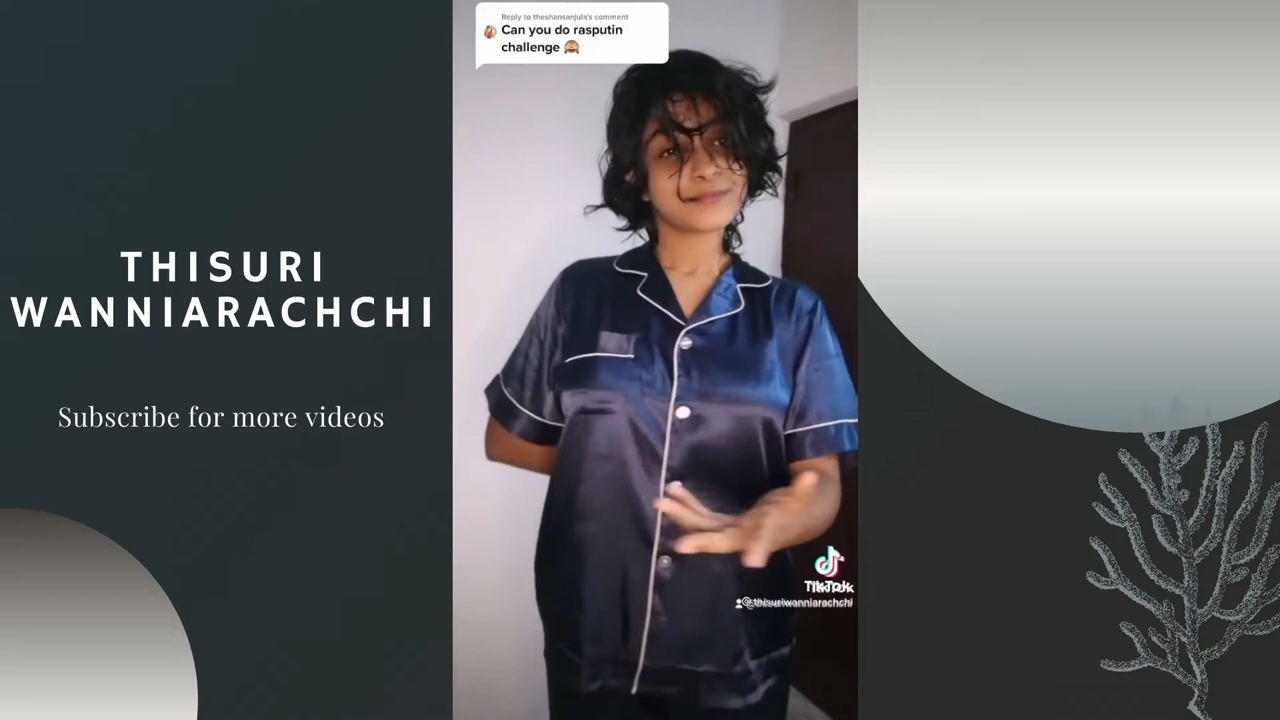 Reply to theshansanjula's comment
Can you do rasputin
challenge 🙈
THISURI
WANNIARACHCHI
Subscribe for more videos
TikTok
@thisuriwanniarachchi